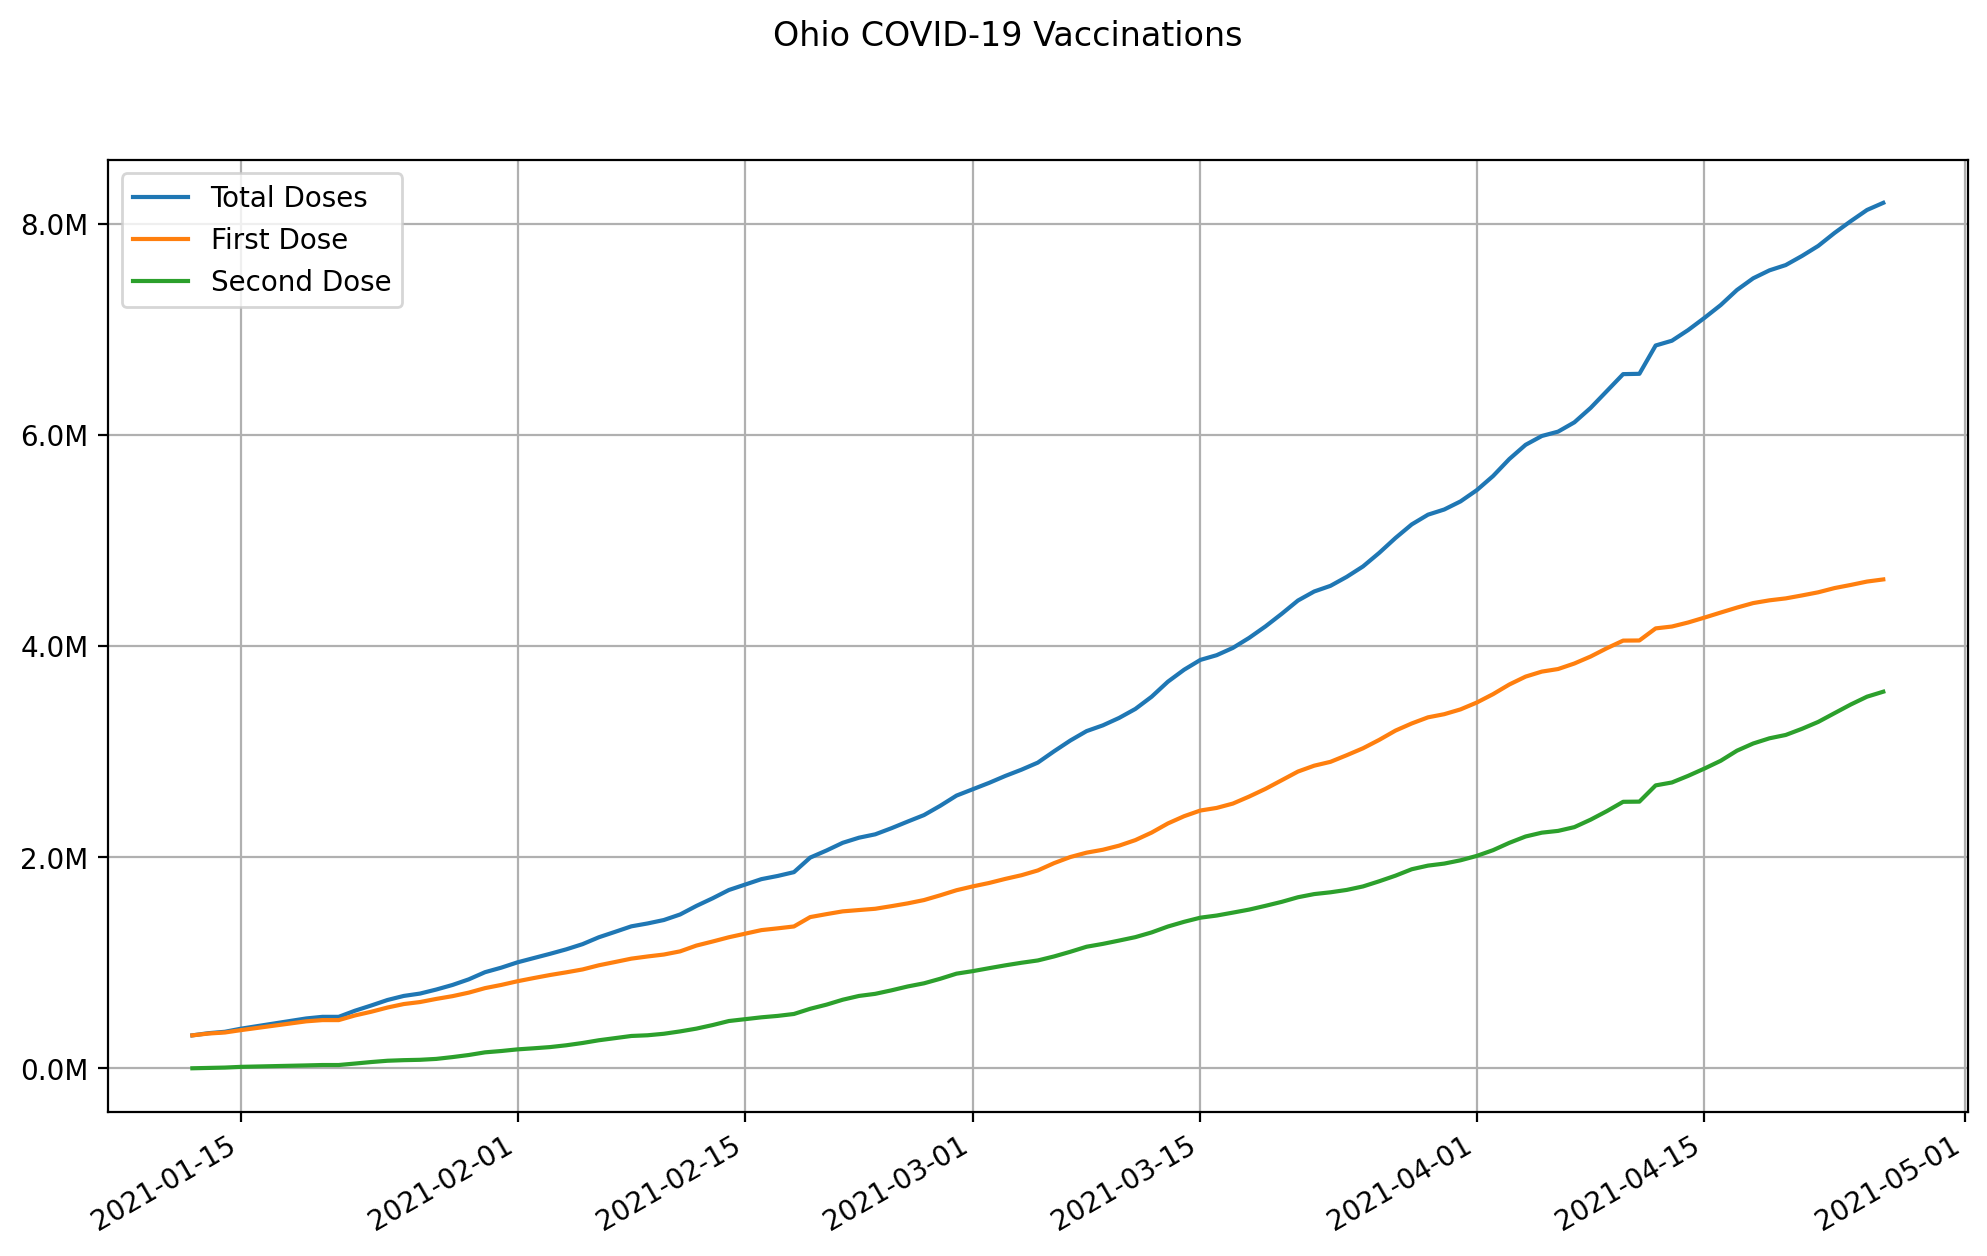 Ohio COVID-19 Vaccinations
Total Doses
First Dose
Second Dose
8.0M
6.0M
4.0M
2.0M
0.0M
2021-01-15
2021-02-01
2021-02-15
2021-03-01
2021-03-15
2021-04-01
2021-04-15
2021-05-01